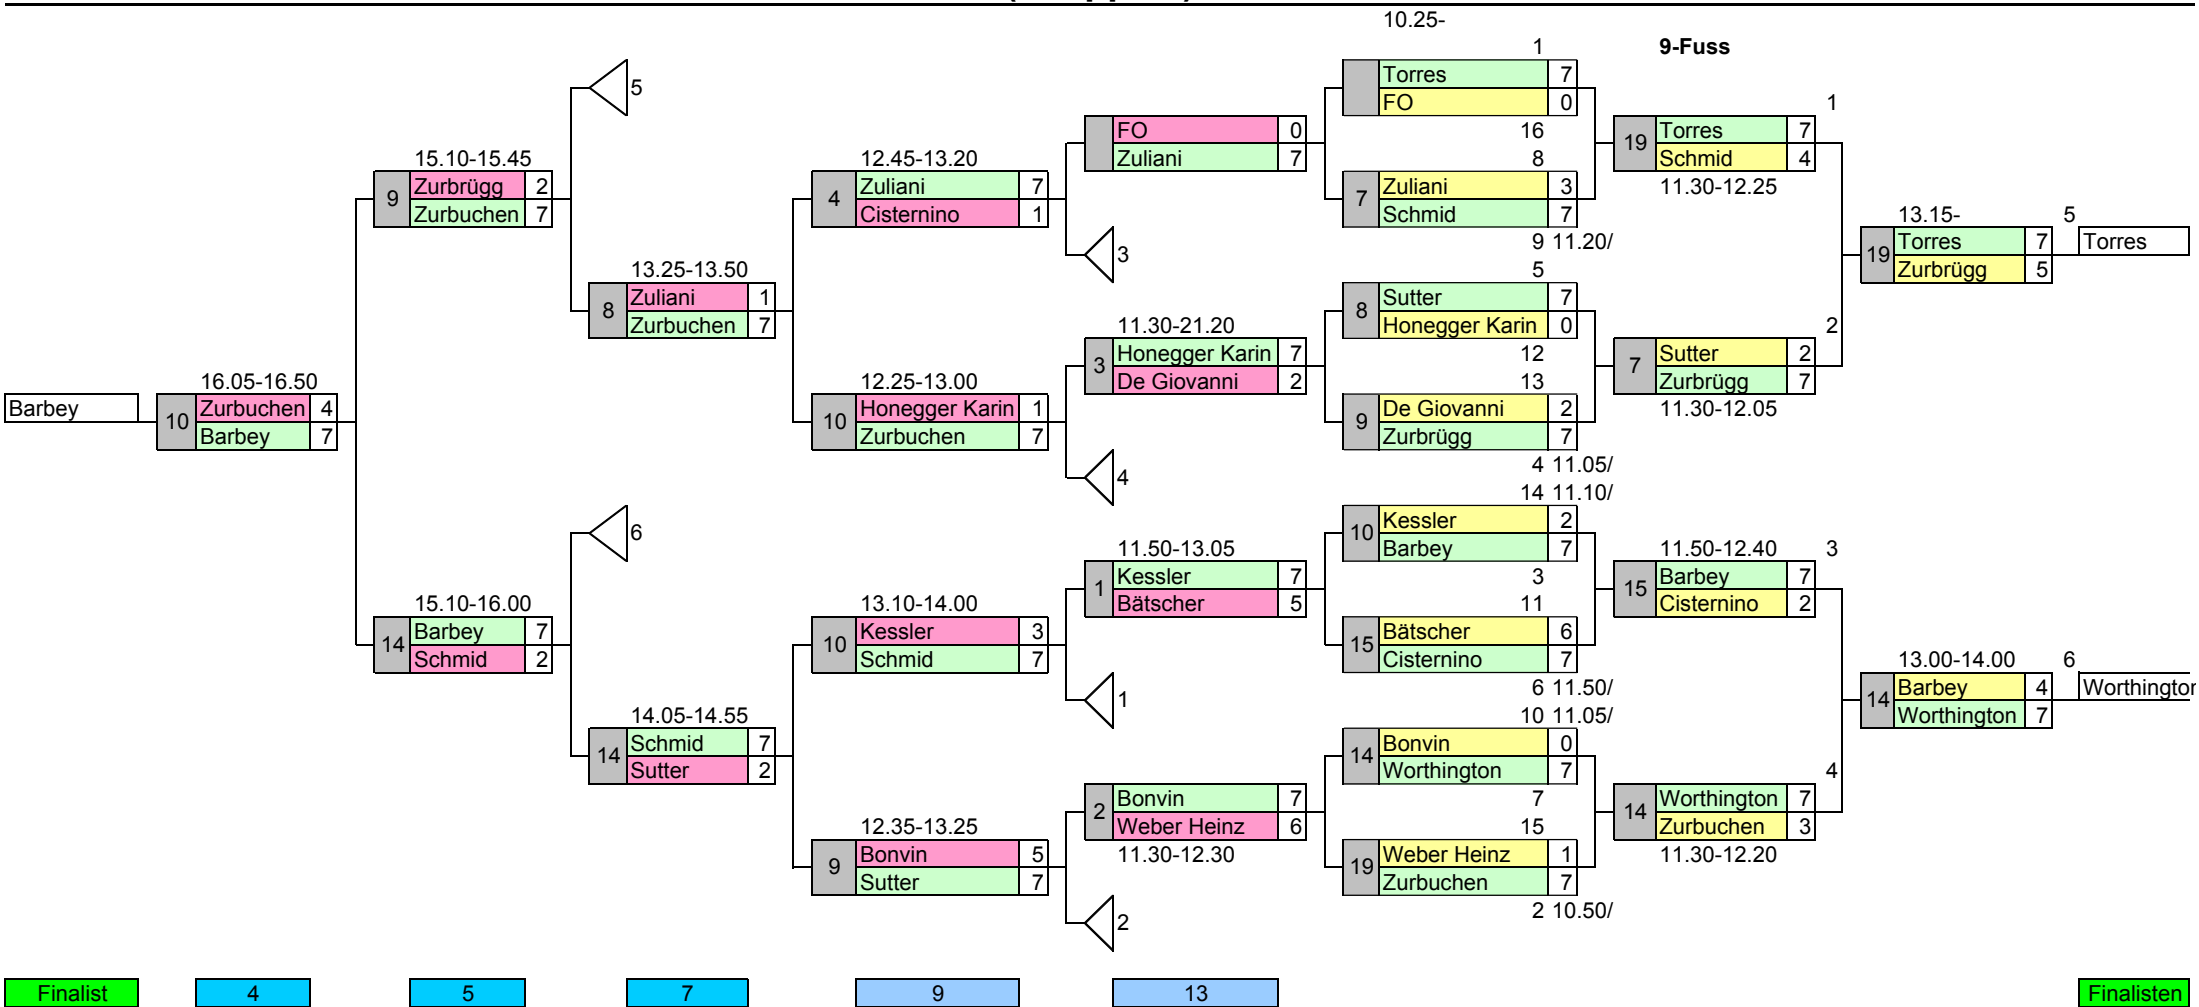 10.25-
1
9-Fuss
Torres 7
FO 0
5
1
FO 0
Zuliani 7
16
19 Torres 7
Schmid 4
15.10-15.45
12.45-13.20
8
9 Zurbrügg 2
Zurbuchen 7
4 Zuliani 7
Cisternino 1
7 Zuliani 3
Schmid 7
11.30-12.25
13.15-
5
9 11.20/
19 Torres 7
Zurbrügg 5
Torres
3
13.25-13.50
5
8 Zuliani 1
Zurbuchen 7
8 Sutter 7
Honegger Karin 0
11.30-21.20
2
3 Honegger Karin 7
De Giovanni 2
12
7 Sutter 2
Zurbrügg 7
16.05-16.50
12.25-13.00
13
Barbey
10 Zurbuchen 4
Barbey 7
10 Honegger Karin 1
Zurbuchen 7
9 De Giovanni 2
Zurbrügg 7
11.30-12.05
4 11.05/
4
14 11.10/
6
10 Kessler 2
Barbey 7
11.50-13.05
11.50-12.40
3
1 Kessler 7
Bätscher 5
3
15 Barbey 7
Cisternino 2
15.10-16.00
13.10-14.00
11
14 Barbey 7
Schmid 2
10 Kessler 3
Schmid 7
15 Bätscher 6
Cisternino 7
13.00-14.00
6
6 11.50/
14 Barbey 4
Worthington 7
1
14.05-14.55
10 11.05/
14 Schmid 7
Sutter 2
14 Bonvin 0
Worthington 7
4
2 Bonvin 7
Weber Heinz 6
7
14 Worthington 7
Zurbuchen 3
12.35-13.25
15
9 Bonvin 5
Sutter 7
11.30-12.30
19 Weber Heinz 1
Zurbuchen 7
11.30-12.20
2 10.50/
2
Finalist 4 5 7 9 13 Finalisten